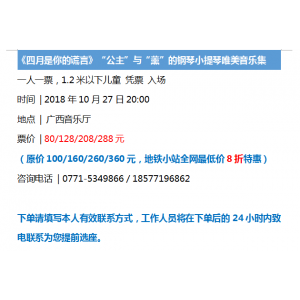 《四月是你的谎言》“公主”与“薰”的钢琴小提琴唯美音乐集
一人一票，1.2 米以下儿童 凭票 入场
时间 | 2018 年 10 月 27 日 20:00
地点 | 广西音乐厅
票价 | 80/128/208/288 元
（原价 100/160/260/360 元，地铁小站全网最低价 8 折特惠）
咨询电话 | 0771-5349866 / 18577196862
下单请填写本人有效联系方式，工作人员将在下单后的 24 小时内致
电联系为您提前选座。